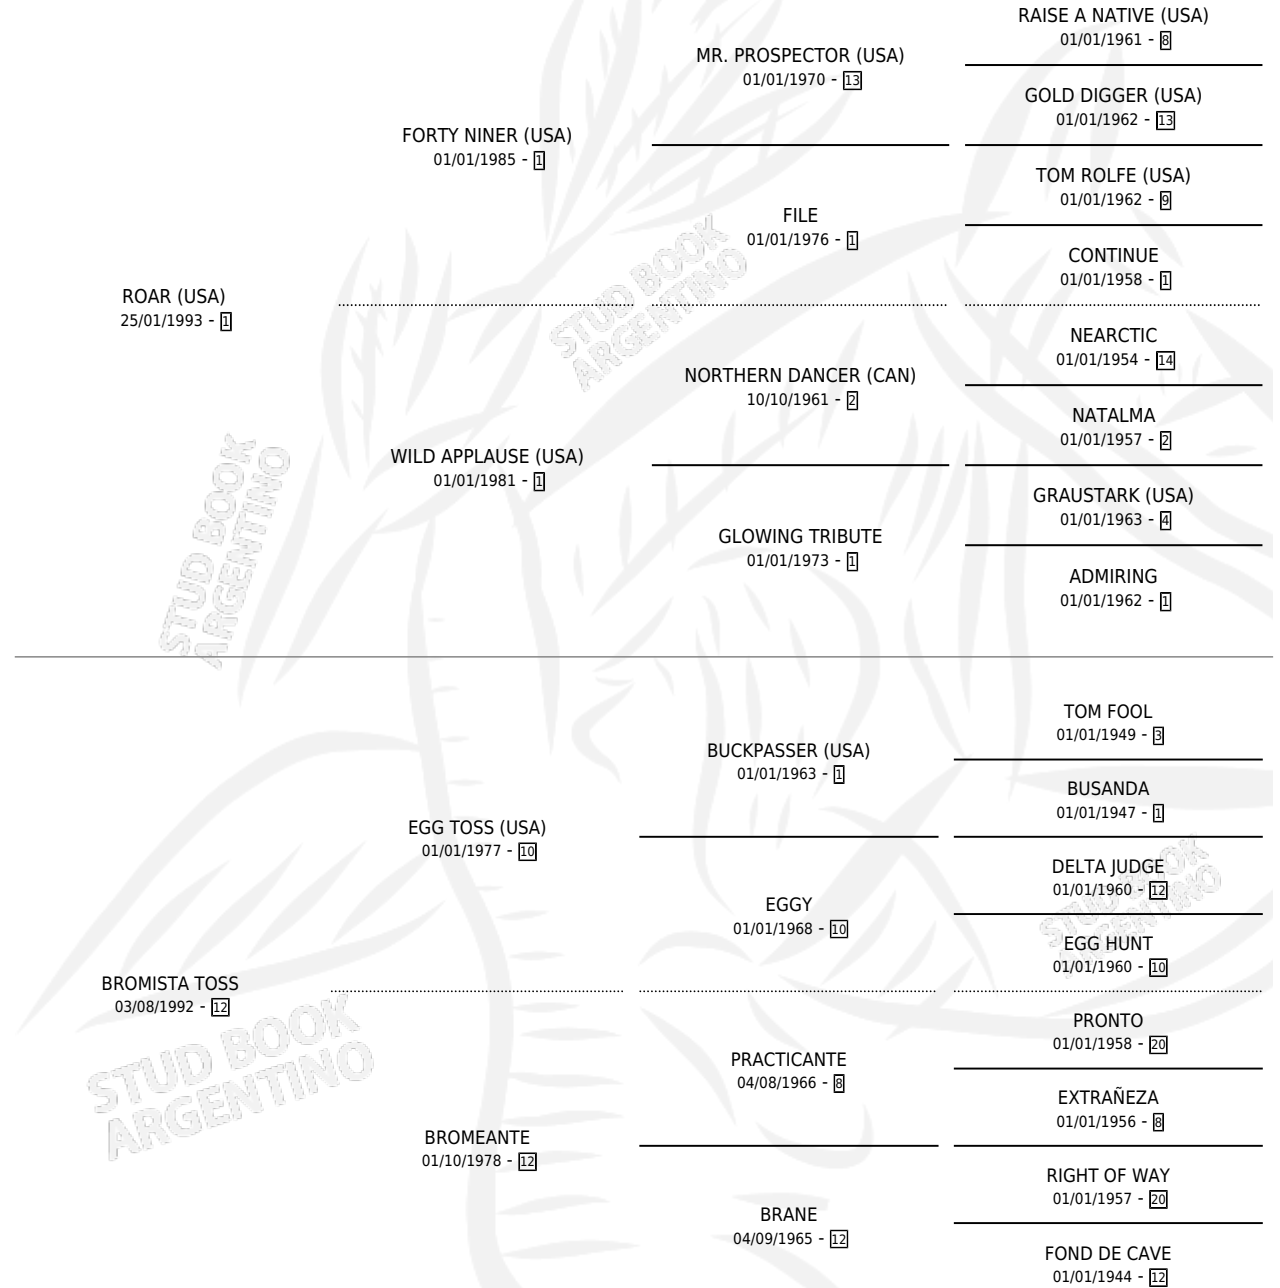 RAISE A NATIVE (USA)
01/01/1961 - 8
MR. PROSPECTOR (USA)
01/01/1970 - 13
GOLD DIGGER (USA)
01/01/1962 - 13
FORTY NINER (USA)
01/01/1985 - 1
TOM ROLFE (USA)
01/01/1962 - 9
FILE
01/01/1976 - 1
CONTINUE
01/01/1958 - 1
ROAR (USA)
25/01/1993 - 1
NEARCTIC
01/01/1954 - 14
NORTHERN DANCER (CAN)
10/10/1961 - 2
NATALMA
01/01/1957 - 2
WILD APPLAUSE (USA)
01/01/1981 - 1
GRAUSTARK (USA)
01/01/1963 - 4
GLOWING TRIBUTE
01/01/1973 - 1
ADMIRING
01/01/1962 - 1
TOM FOOL
01/01/1949 - 3
BUCKPASSER (USA)
01/01/1963 - 1
BUSANDA
01/01/1947 - 1
EGG TOSS (USA)
01/01/1977 - 10
DELTA JUDGE
01/01/1960 - 12
EGGY
01/01/1968 - 10
EGG HUNT
01/01/1960 - 10
BROMISTA TOSS
03/08/1992 - 12
PRONTO
01/01/1958 - 20
PRACTICANTE
04/08/1966 - 8
EXTRAÑEZA
01/01/1956 - 8
BROMEANTE
01/10/1978 - 12
RIGHT OF WAY
01/01/1957 - 20
BRANE
04/09/1965 - 12
FOND DE CAVE
01/01/1944 - 12
STUD BOOK
ARGENTINO
STUD BOOK
ARGENTINO
STUD BOOK
ARGENTINO
STUD BOOK
ARGENTINO